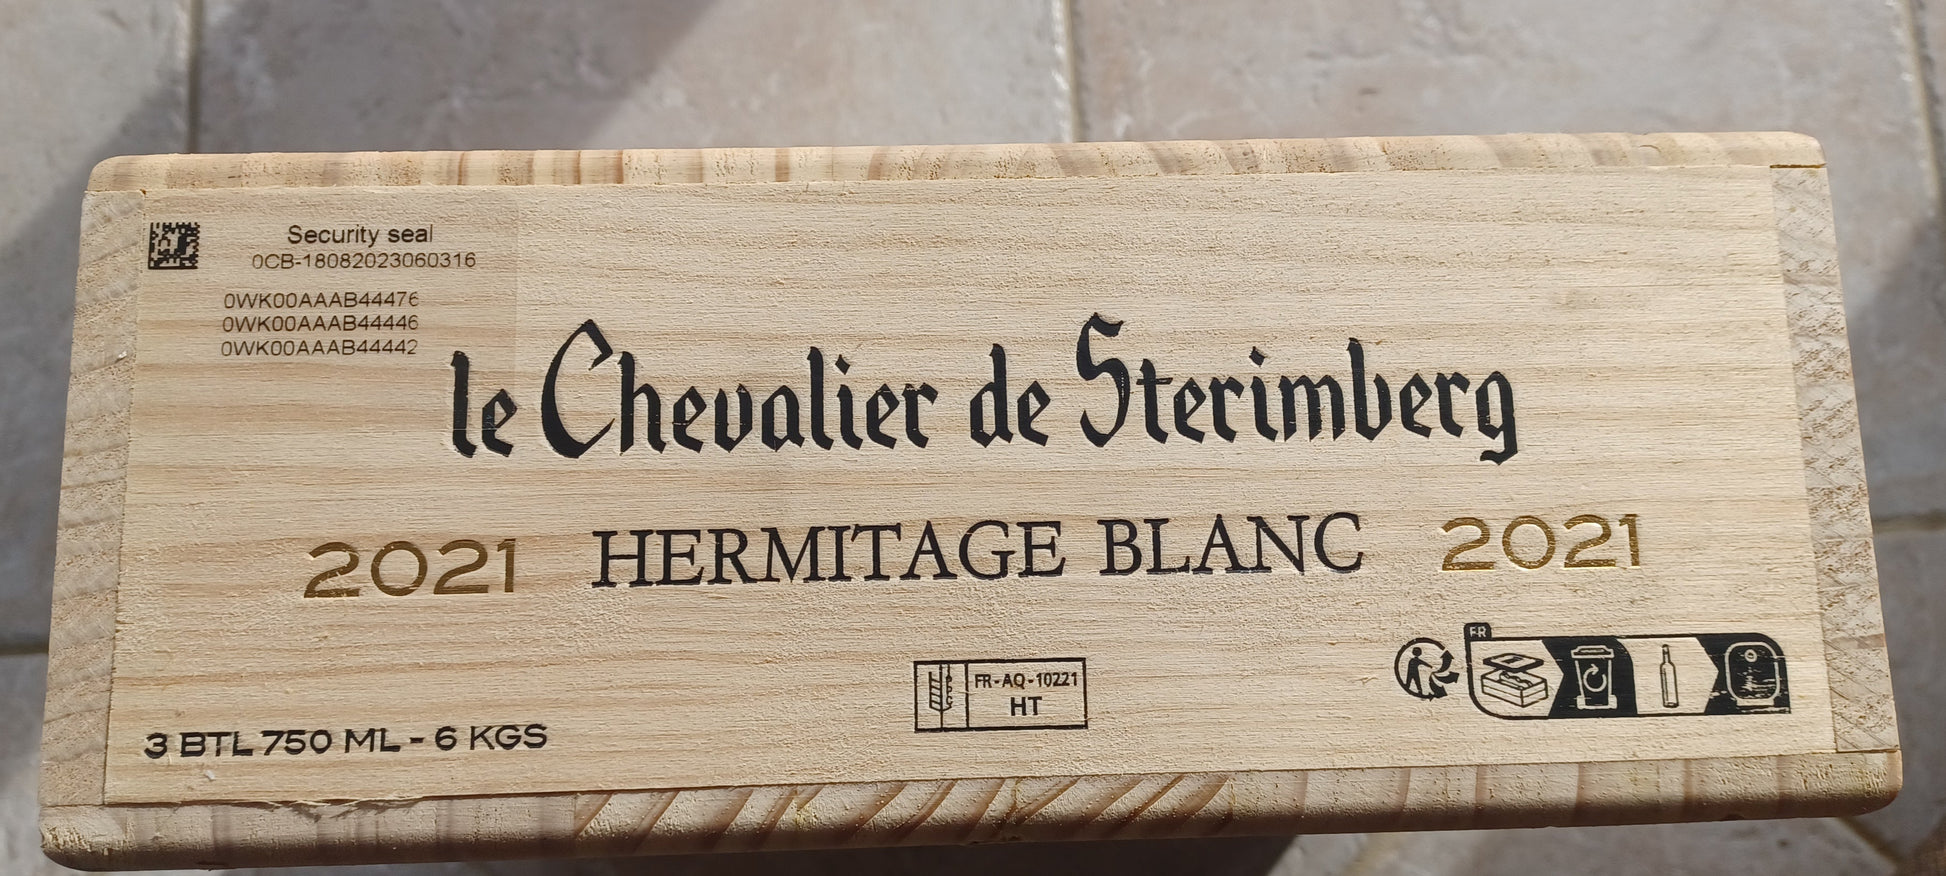 Security seal
0CB-18082023060316
0WK00AAAB44476
0WK00AAAB44446
0WK00AAAB44442
le Chevalier de Sterimberg
2021 HERMITAGE BLANC 2021
FR
FR-AQ-10221
HT
3 BTL 750 ML - 6 KGS